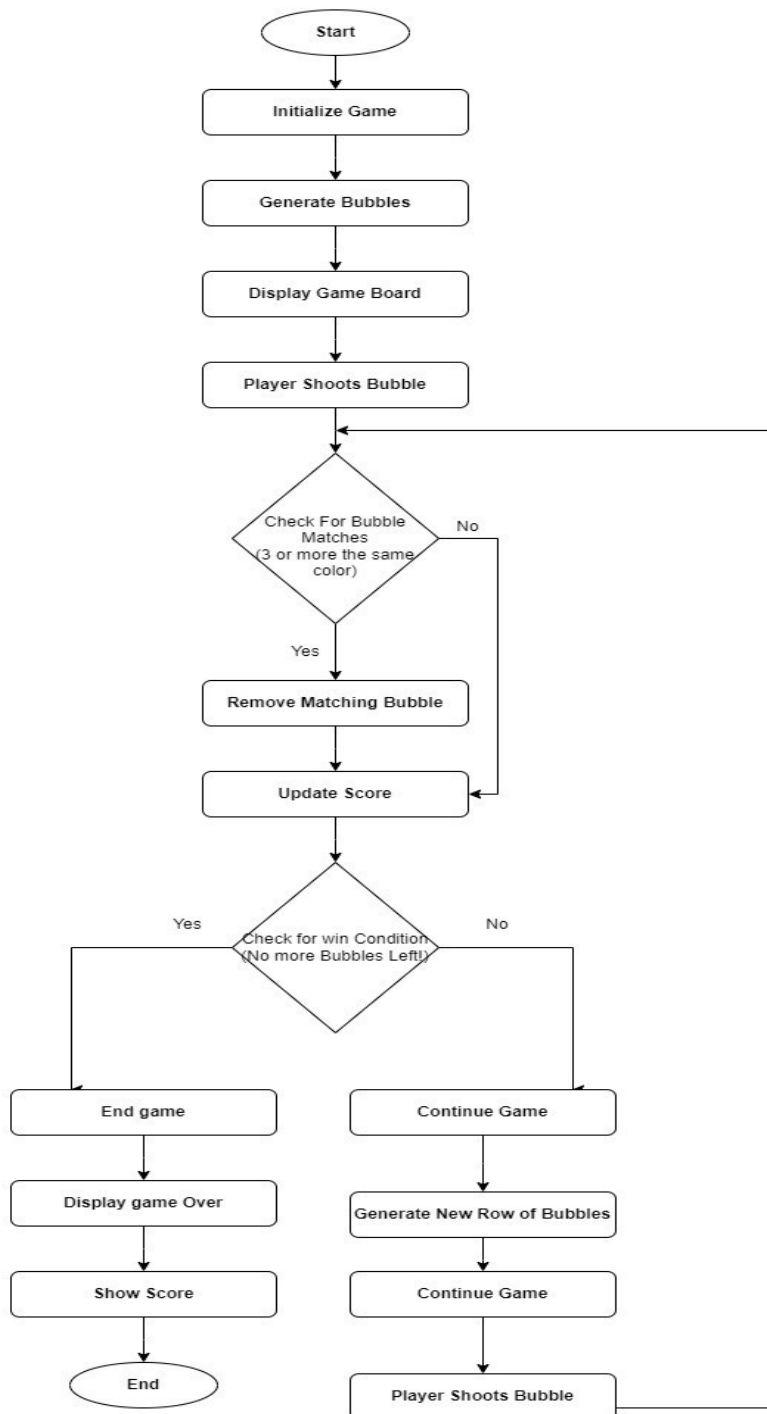 Start
Initialize Game
Generate Bubbles
Display Game Board
Player Shoots Bubble
Check For Bubble
Matches
(3 or more the same
color)
No
Yes
Remove Matching Bubble
Update Score
Yes
Check for win Condition
(No more Bubbles Left!)
No
End game
Continue Game
Display game Over
Generate New Row of Bubbles
Show Score
Continue Game
End
Player Shoots Bubble